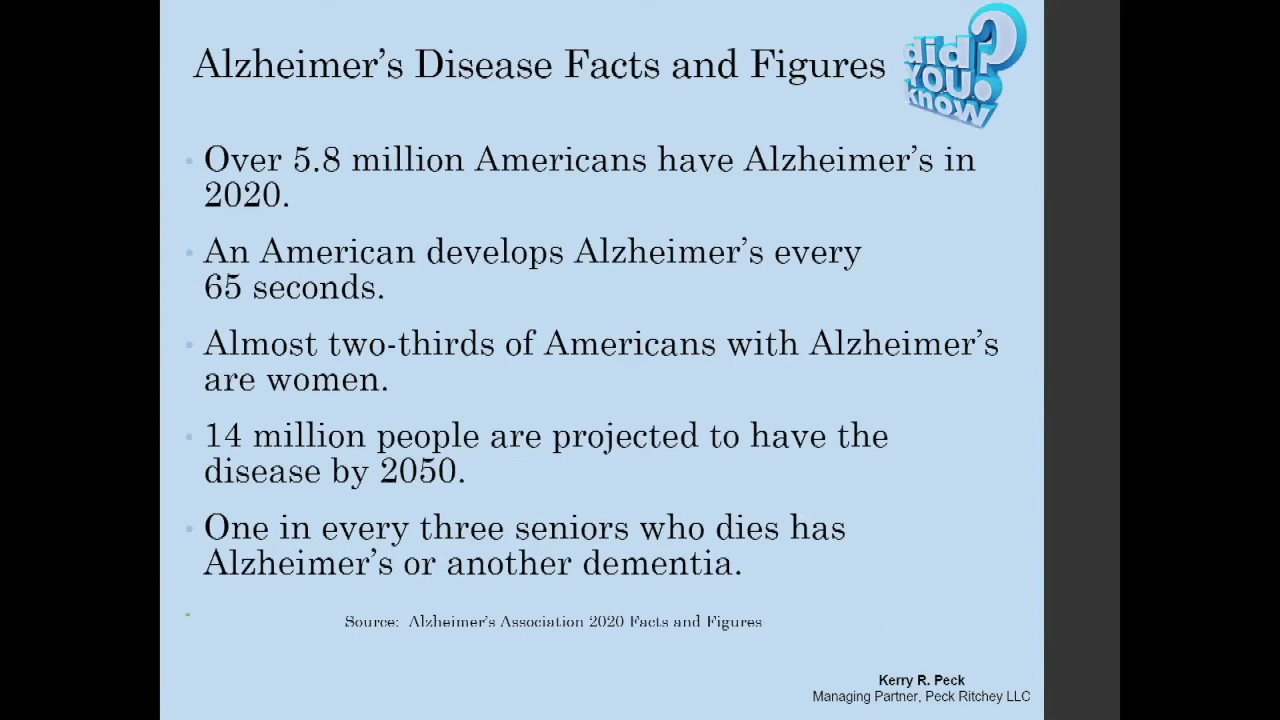 Alzheimer’s Disease Facts and Figures
did
YOU
know
?
• Over 5.8 million Americans have Alzheimer’s in
2020.
• An American develops Alzheimer’s every
65 seconds.
• Almost two-thirds of Americans with Alzheimer’s
are women.
• 14 million people are projected to have the
disease by 2050.
• One in every three seniors who dies has
Alzheimer’s or another dementia.
Source: Alzheimer’s Association 2020 Facts and Figures
Kerry R. Peck
Managing Partner, Peck Ritchey LLC